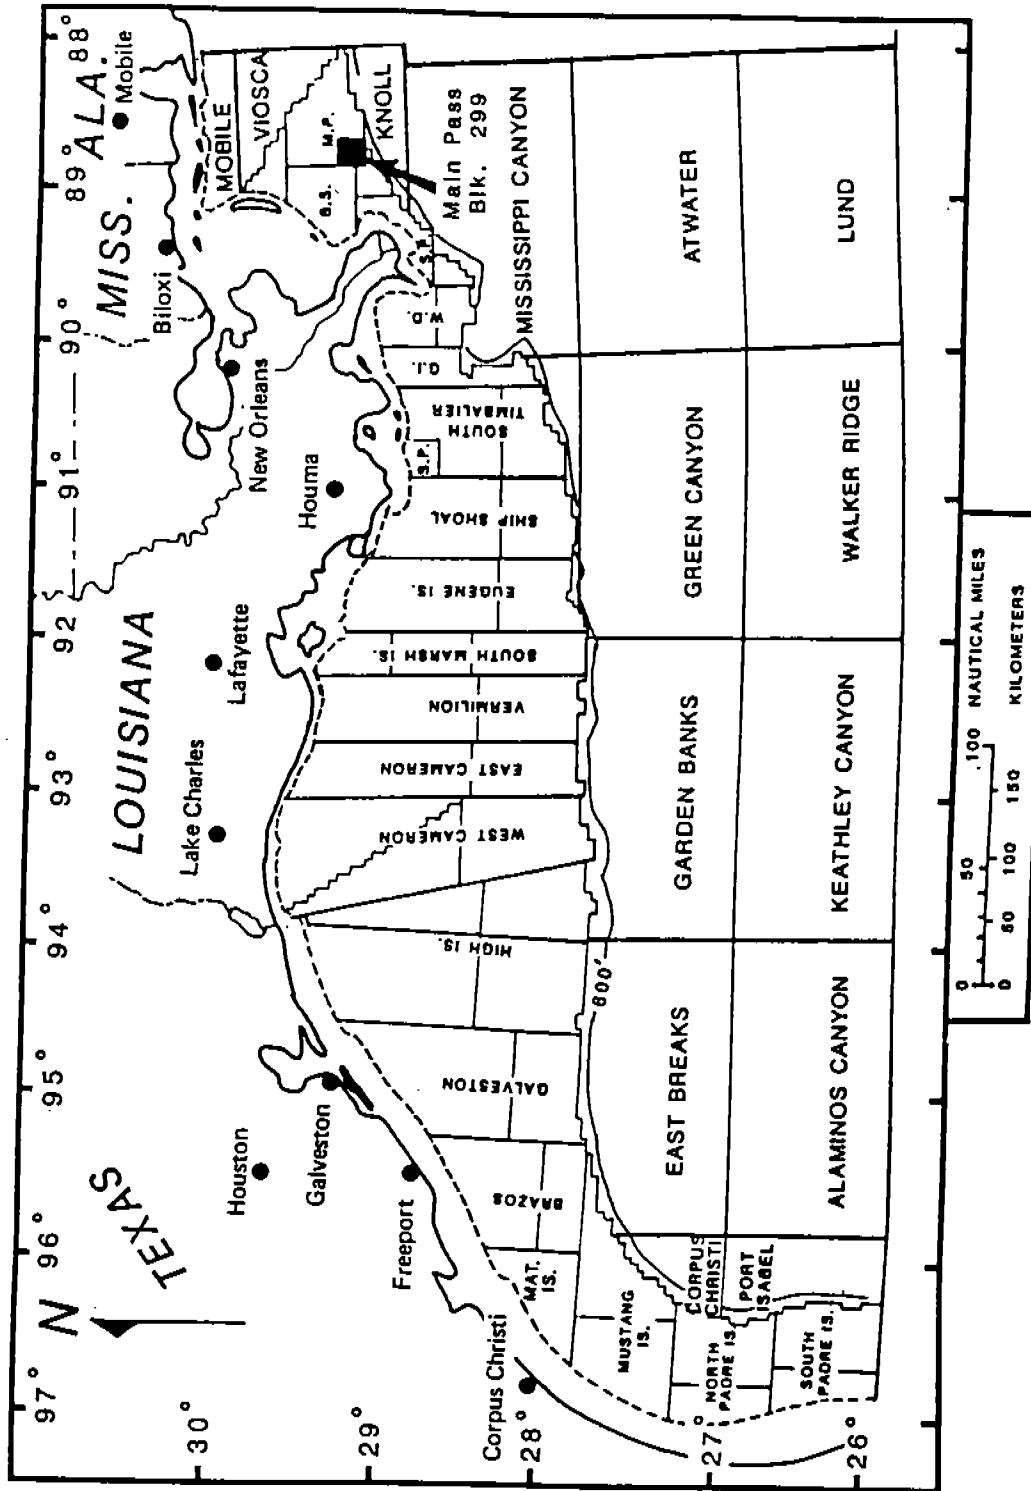 97°
96°
95°
94°
93°
92°
91°
90°
89°
88°
30°
29°
28°
27°
26°
N
TEXAS
LOUISIANA
MISS.
ALA.
Houston
Galveston
Freeport
Corpus Christi
Lake Charles
Lafayette
Houma
New Orleans
Biloxi
Mobile
MOBILE
VIOSCA
KNOLL
M.P.
B.S.
Main Pass
Blk. 299
S.P.
W.D.
G.I.
SOUTH
TIMBALIER
S.P.
SHIP SHOAL
EUGENE IS.
SOUTH MARSH IS.
VERMILION
EAST CAMERON
WEST CAMERON
HIGH IS.
GALVESTON
BRAZOS
MAT.
IS.
MUSTANG
IS.
NORTH
PADRE IS.
SOUTH
PADRE IS.
CORPUS
CHRISTI
PORT
ISABEL
600'
EAST BREAKS
GARDEN BANKS
GREEN CANYON
MISSISSIPPI CANYON
ATWATER
ALAMINOS CANYON
KEATHLEY CANYON
WALKER RIDGE
LUND
0 50 100 NAUTICAL MILES
0 50 100 150 KILOMETERS